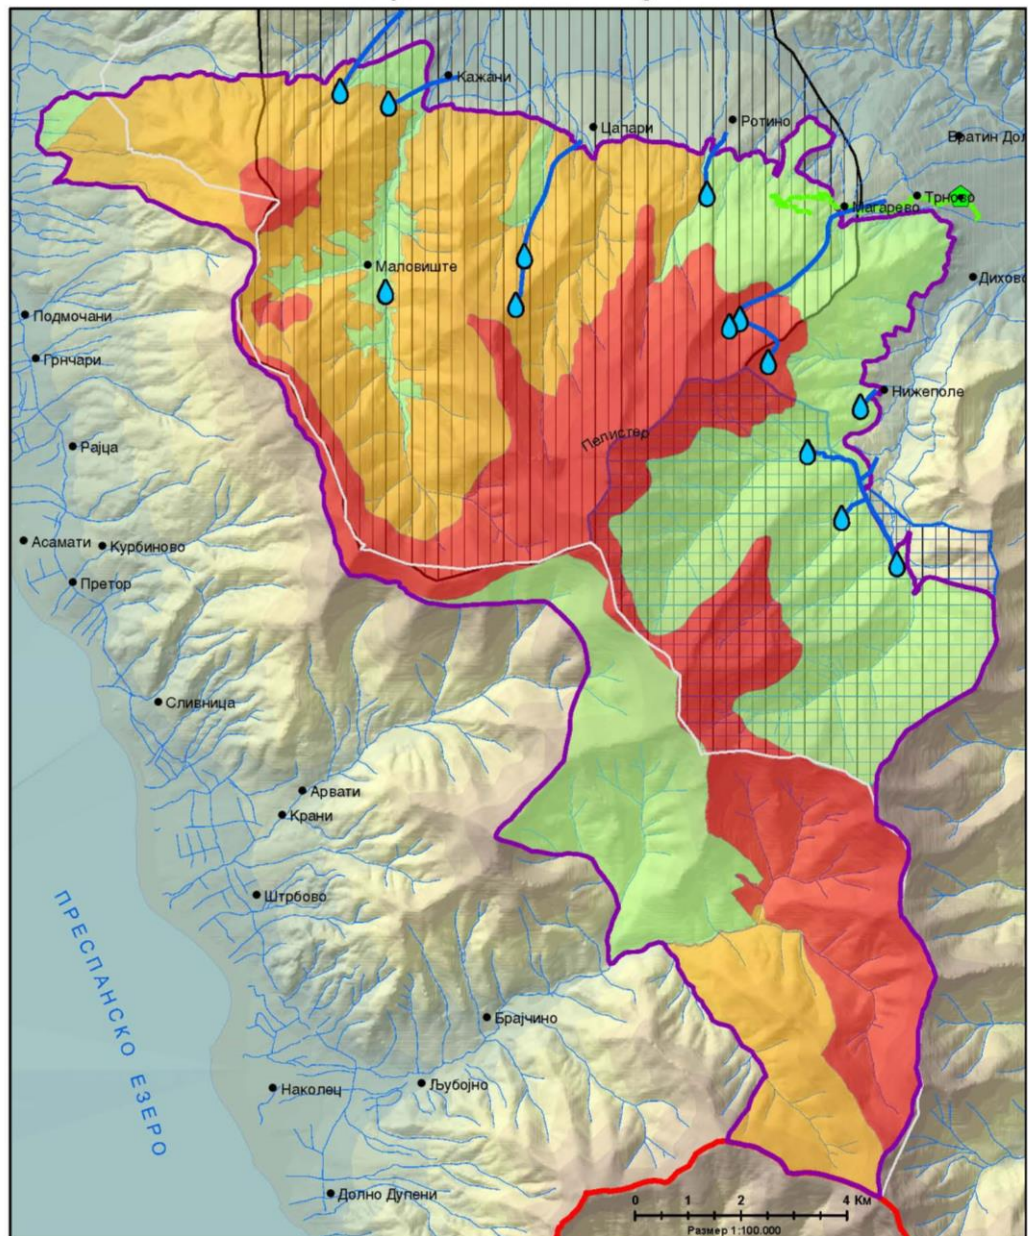 Кажани
Цапари
Ротино
Братин Дол
Магарево
Трново
Маловиште
Дихово
Подмочани
Грнчари
Нижеполе
Пелистер
Рајца
Асамати
Курбиново
Претор
Сливница
Арвати
Крани
Штрбово
ПРЕСПАНСКО ЕЗЕРО
Брајчино
Наколец
Љубојно
Долно Дупени
0 1 2 4 Км
Размер 1:100.000